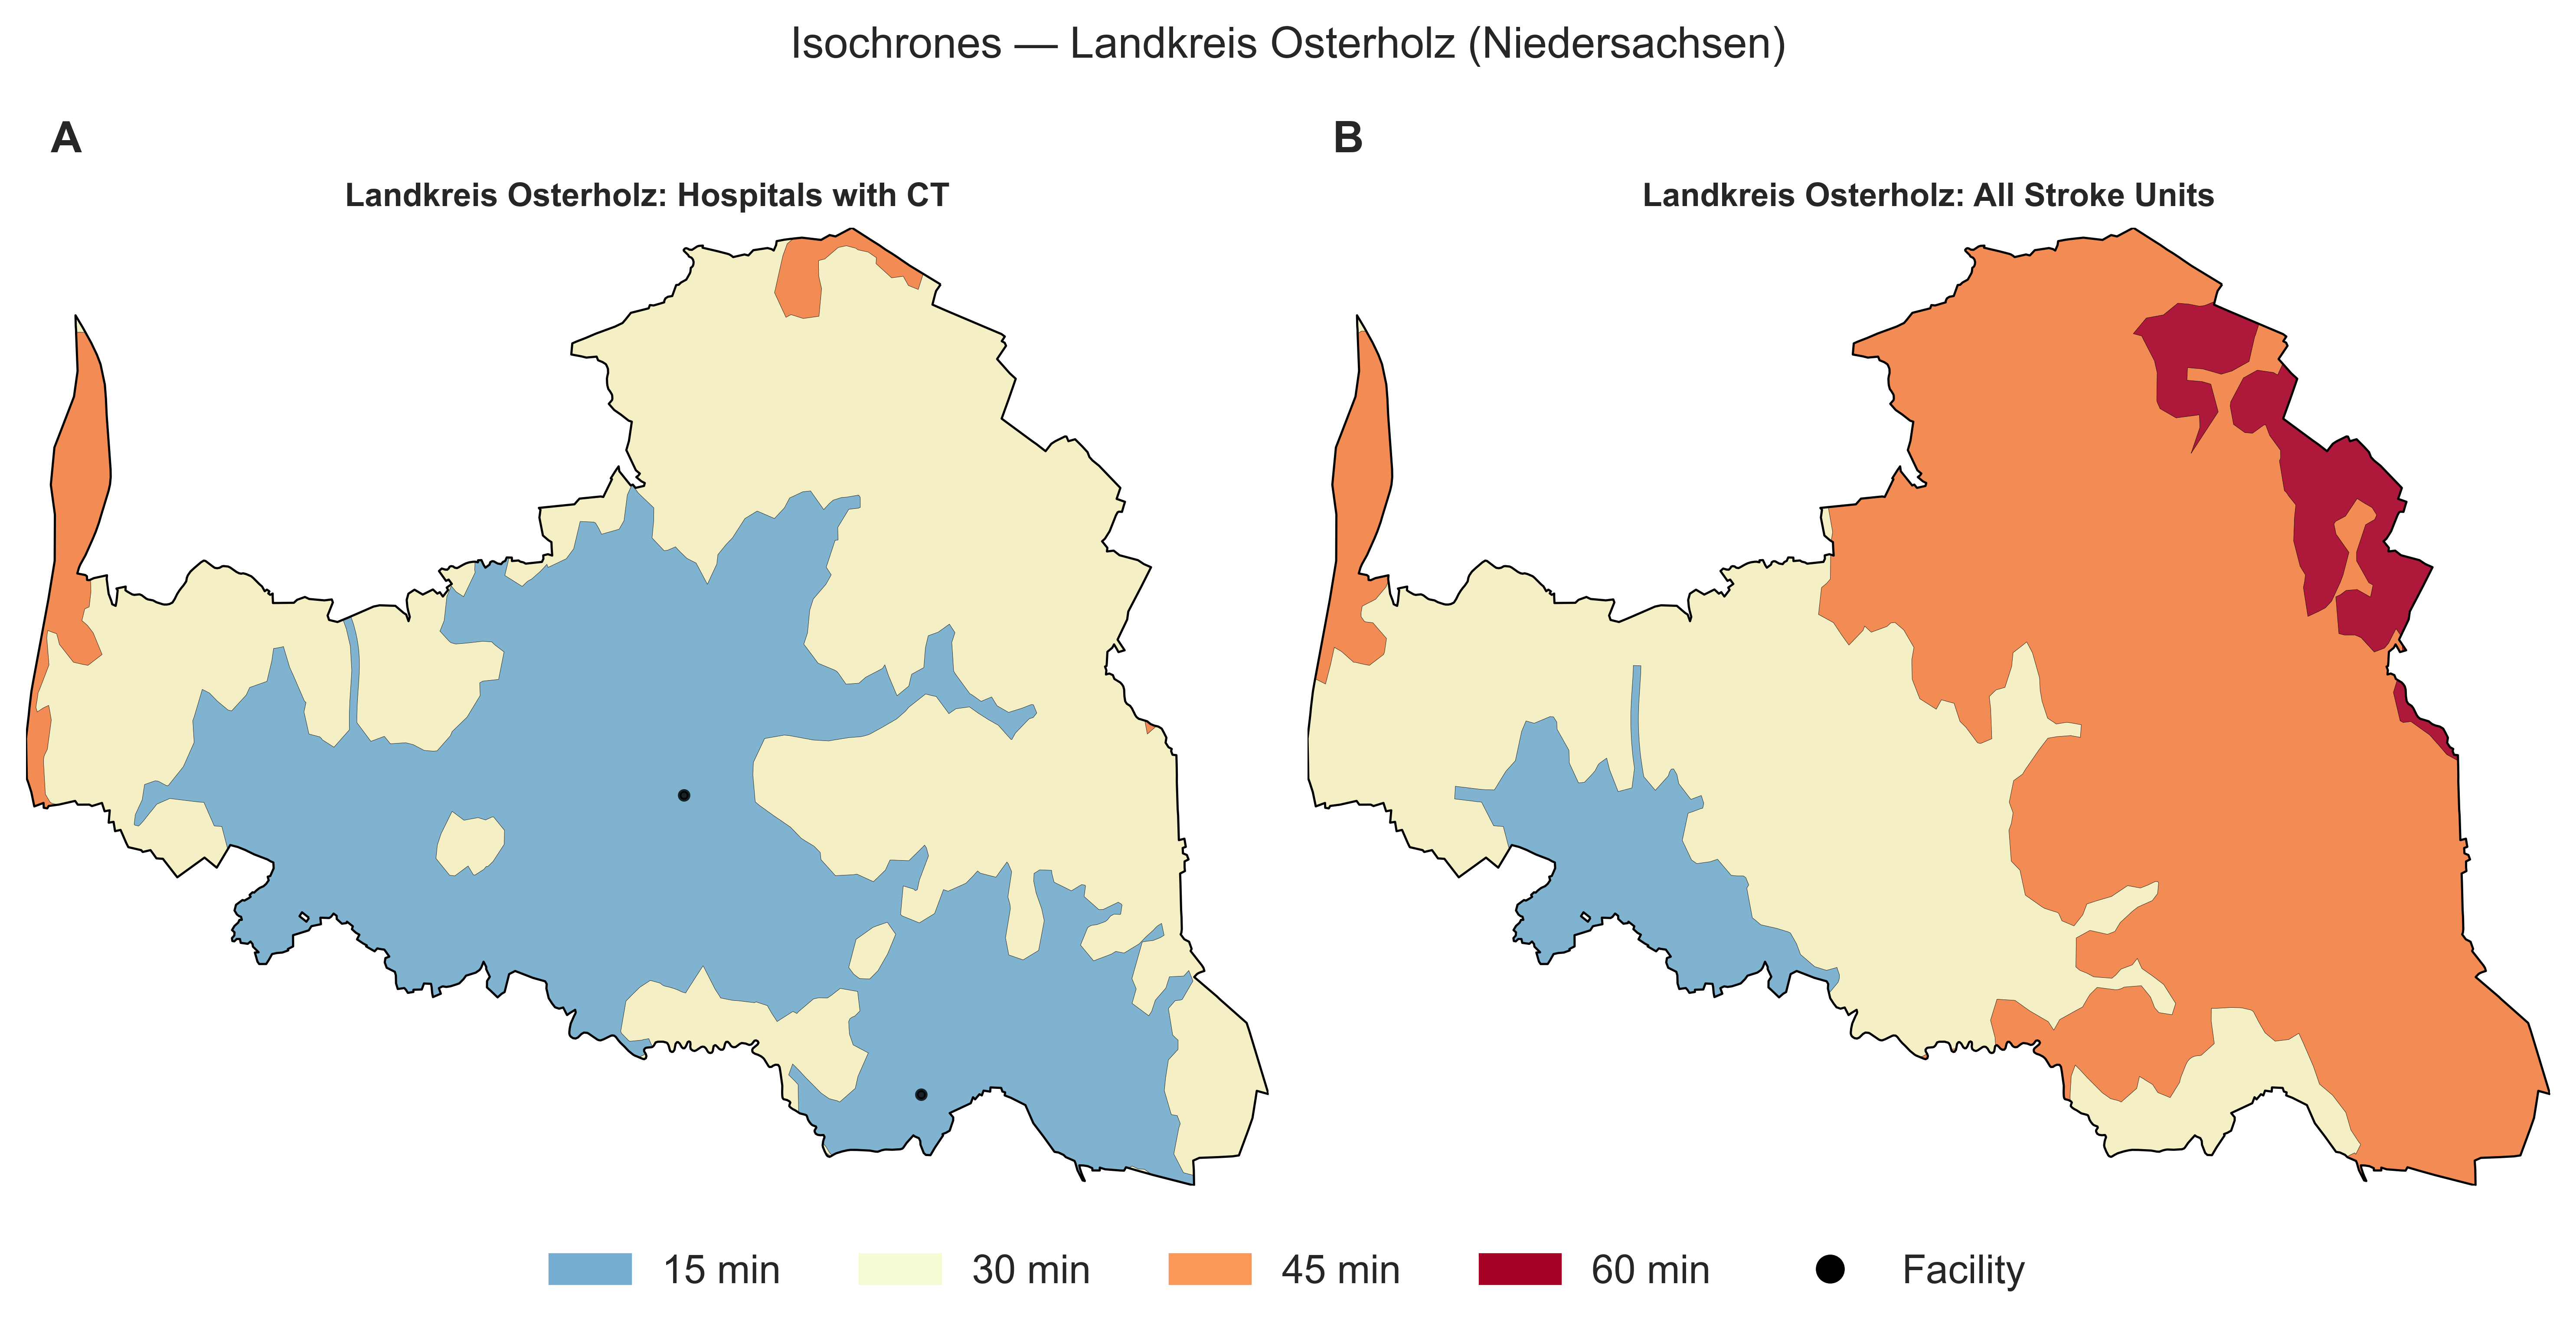 Isochrones — Landkreis Osterholz (Niedersachsen)
A
B
Landkreis Osterholz: Hospitals with CT
Landkreis Osterholz: All Stroke Units
15 min
30 min
45 min
60 min
Facility